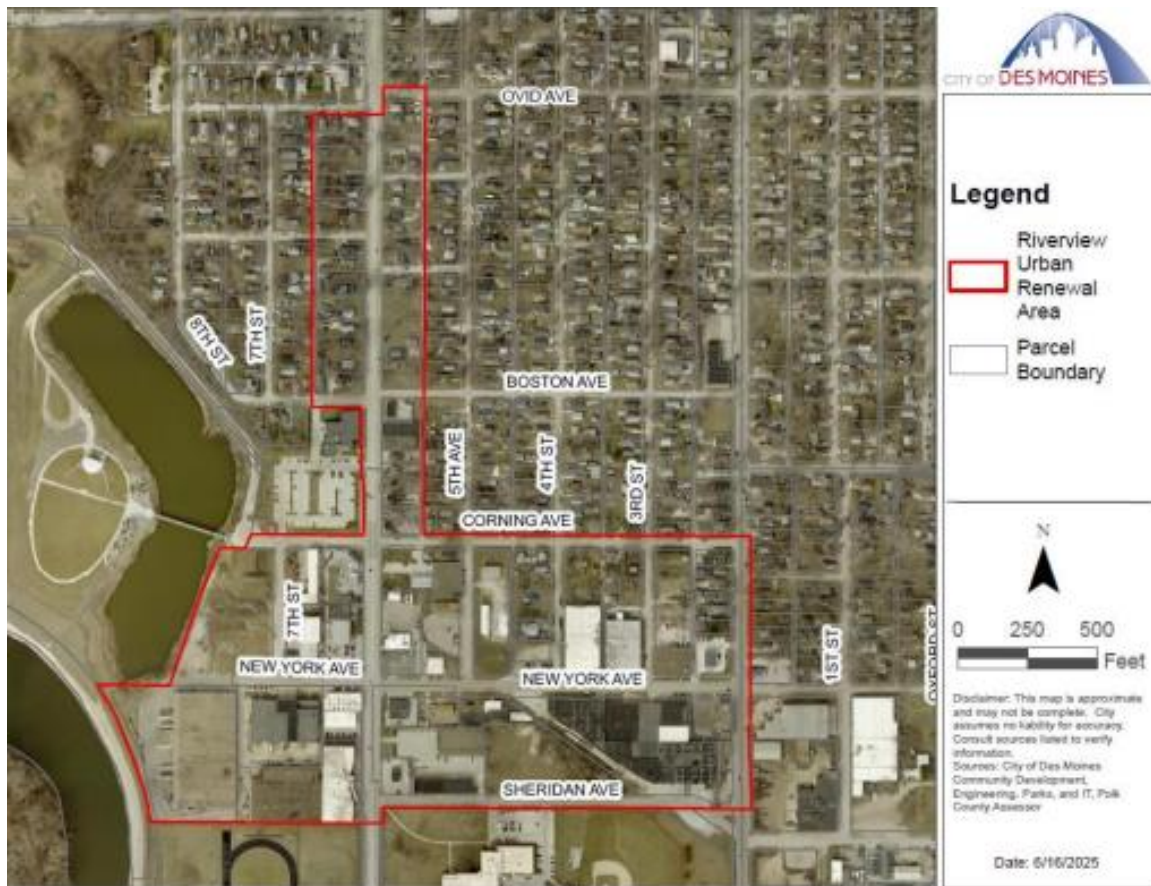 OVID AVE
8TH ST
7TH ST
BOSTON AVE
5TH AVE
4TH ST
3RD ST
CORNING AVE
7TH ST
NEW YORK AVE
NEW YORK AVE
1ST ST
OXFORD ST
SHERIDAN AVE
CITY OF DES MOINES
Legend
Riverview
Urban
Renewal
Area
Parcel
Boundary
N
0 250 500
Feet
Disclaimer: This map is approximate
and may not be complete. City
assumes no liability for accuracy.
Consult sources listed to verify
information.
Sources: City of Des Moines
Community Development,
Engineering, Parks, and IT, Polk
County Assessor
Date: 6/16/2025